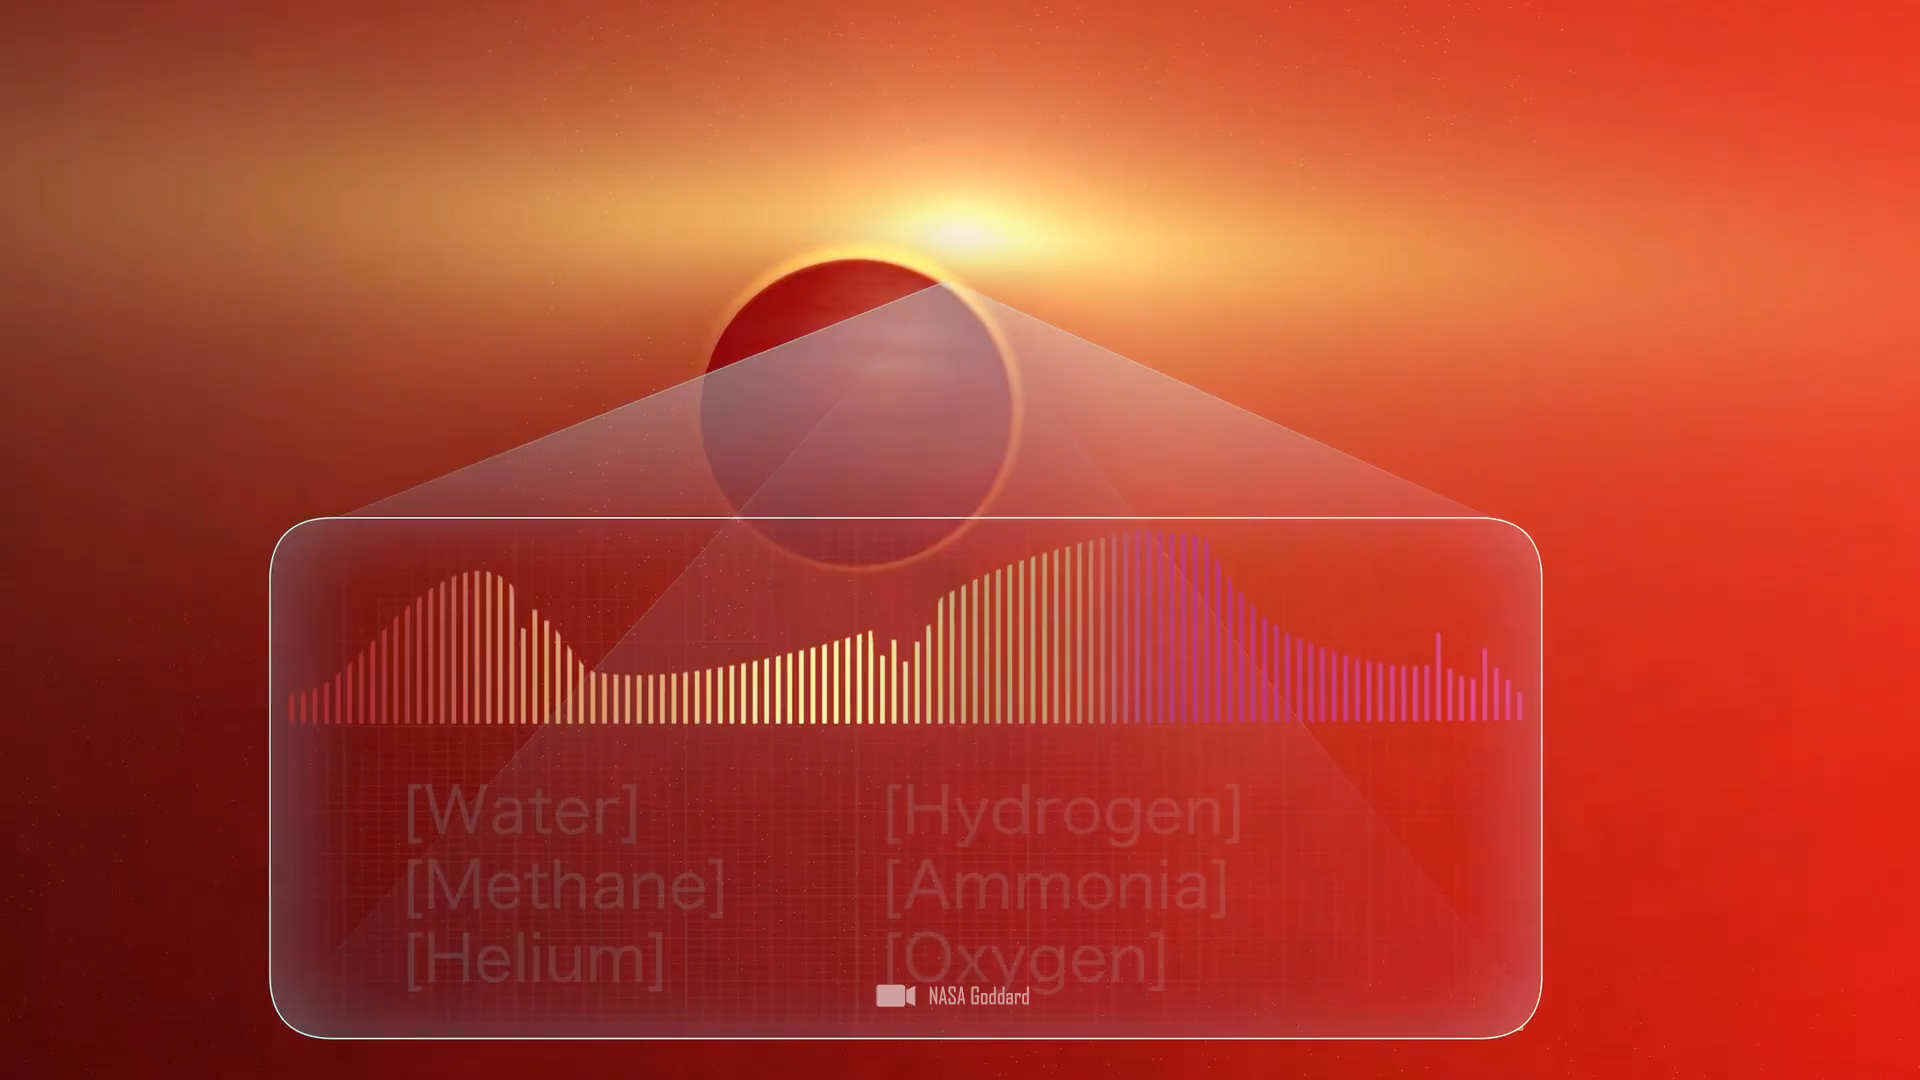 [Water]
[Methane]
[Helium]
[Hydrogen]
[Ammonia]
[Oxygen]
NASA Goddard